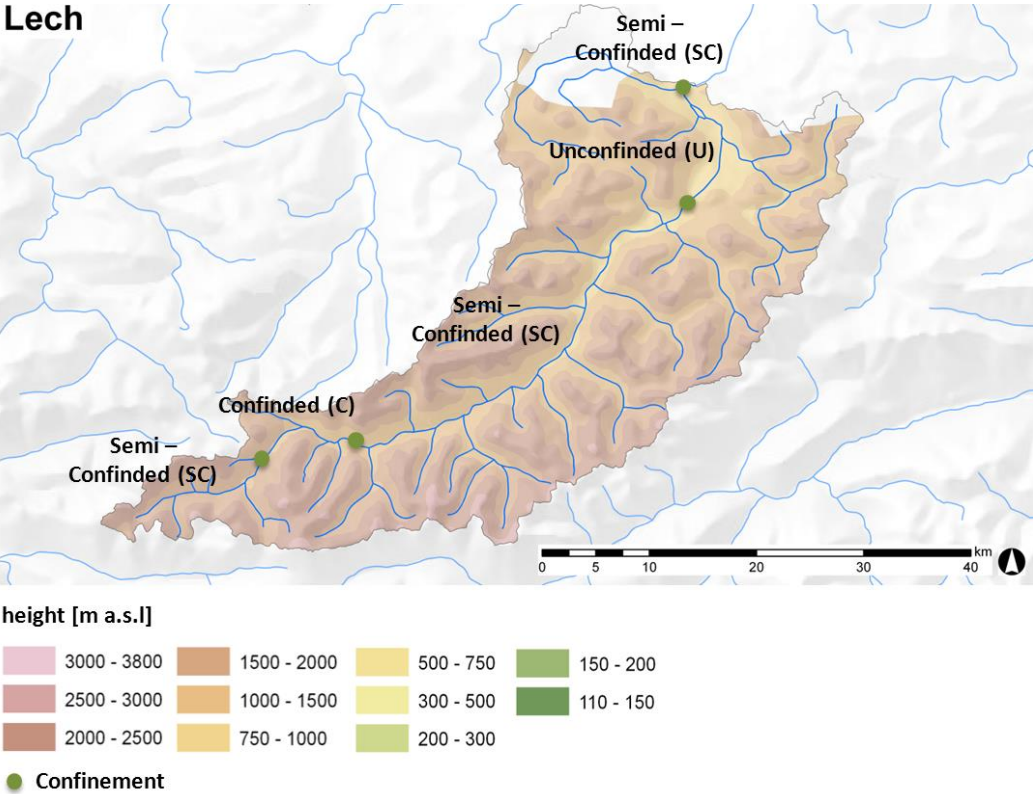 Lech
Semi –
Confinded (SC)
Unconfinded (U)
Semi –
Confinded (SC)
Confinded (C)
Semi –
Confinded (SC)
km
0 5 10 20 30 40
height [m a.s.l]
3000 - 3800 1500 - 2000 500 - 750 150 - 200
2500 - 3000 1000 - 1500 300 - 500 110 - 150
2000 - 2500 750 - 1000 200 - 300
Confinement